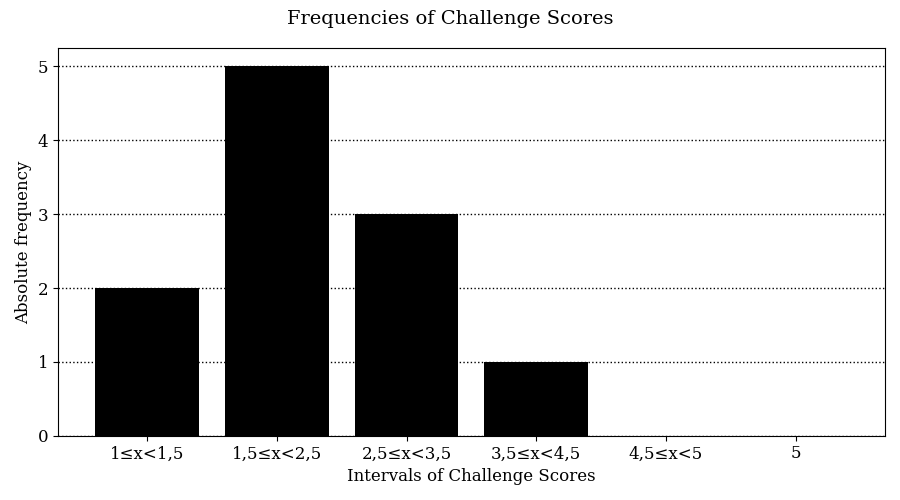 Frequencies of Challenge Scores
Absolute frequency
5
4
3
2
1
0
1≤x<1,5 1,5≤x<2,5 2,5≤x<3,5 3,5≤x<4,5 4,5≤x<5 5
Intervals of Challenge Scores